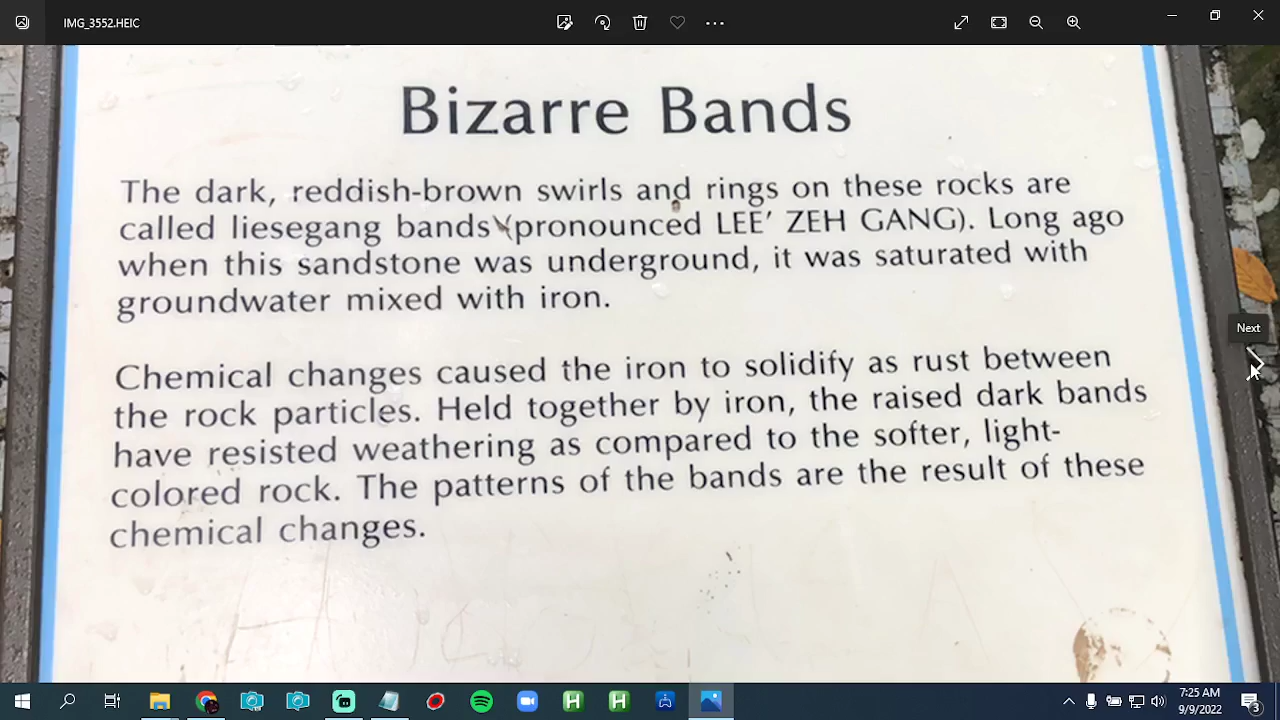 IMG_3552.HEIC
Bizarre Bands
The dark, reddish-brown swirls and rings on these rocks are
called liesegang bands (pronounced LEE' ZEH GANG). Long ago
when this sandstone was underground, it was saturated with
groundwater mixed with iron.
Next
Chemical changes caused the iron to solidify as rust between
the rock particles. Held together by iron, the raised dark bands
have resisted weathering as compared to the softer, light-
colored rock. The patterns of the bands are the result of these
chemical changes.
7:25 AM
9/9/2022
3